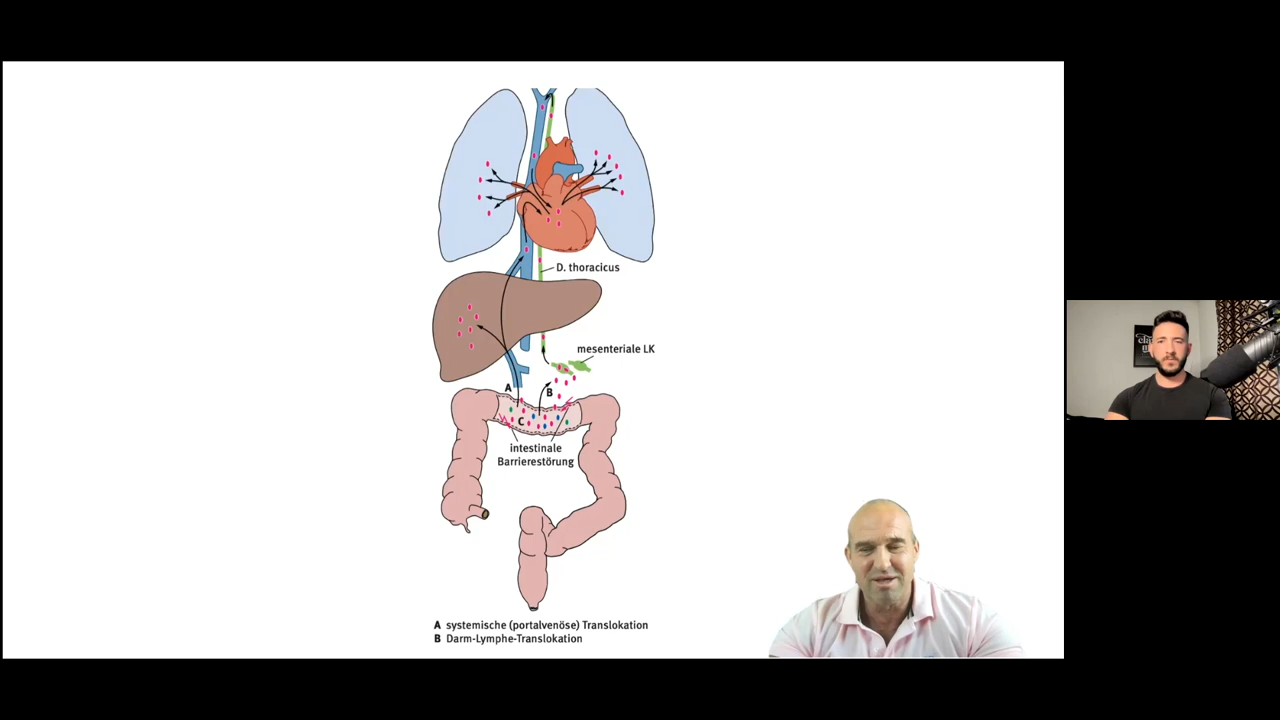 D. thoracicus
mesenteriale LK
A
B
C
intestinale
Barrierestörung
A systemische (portalvenöse) Translokation
B Darm-Lymphe-Translokation